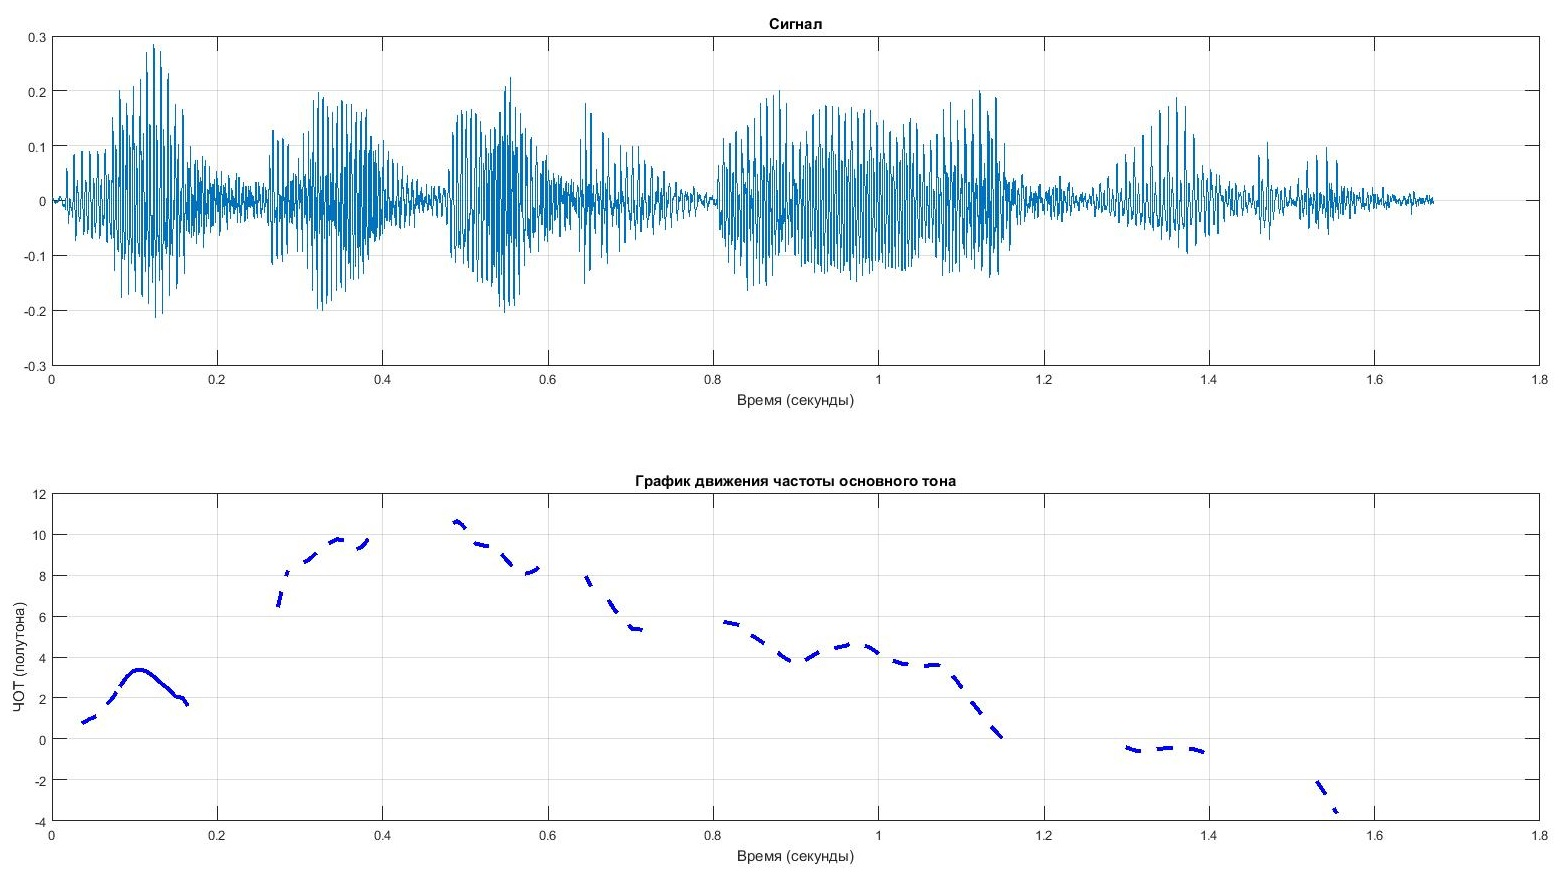 Сигнал
0.3
0.2
0.1
0
-0.1
-0.2
-0.3
0 0.2 0.4 0.6 0.8 1 1.2 1.4 1.6 1.8
Время (секунды)
График движения частоты основного тона
ЧОТ (полутона)
12
10
8
6
4
2
0
-2
-4
0 0.2 0.4 0.6 0.8 1 1.2 1.4 1.6 1.8
Время (секунды)